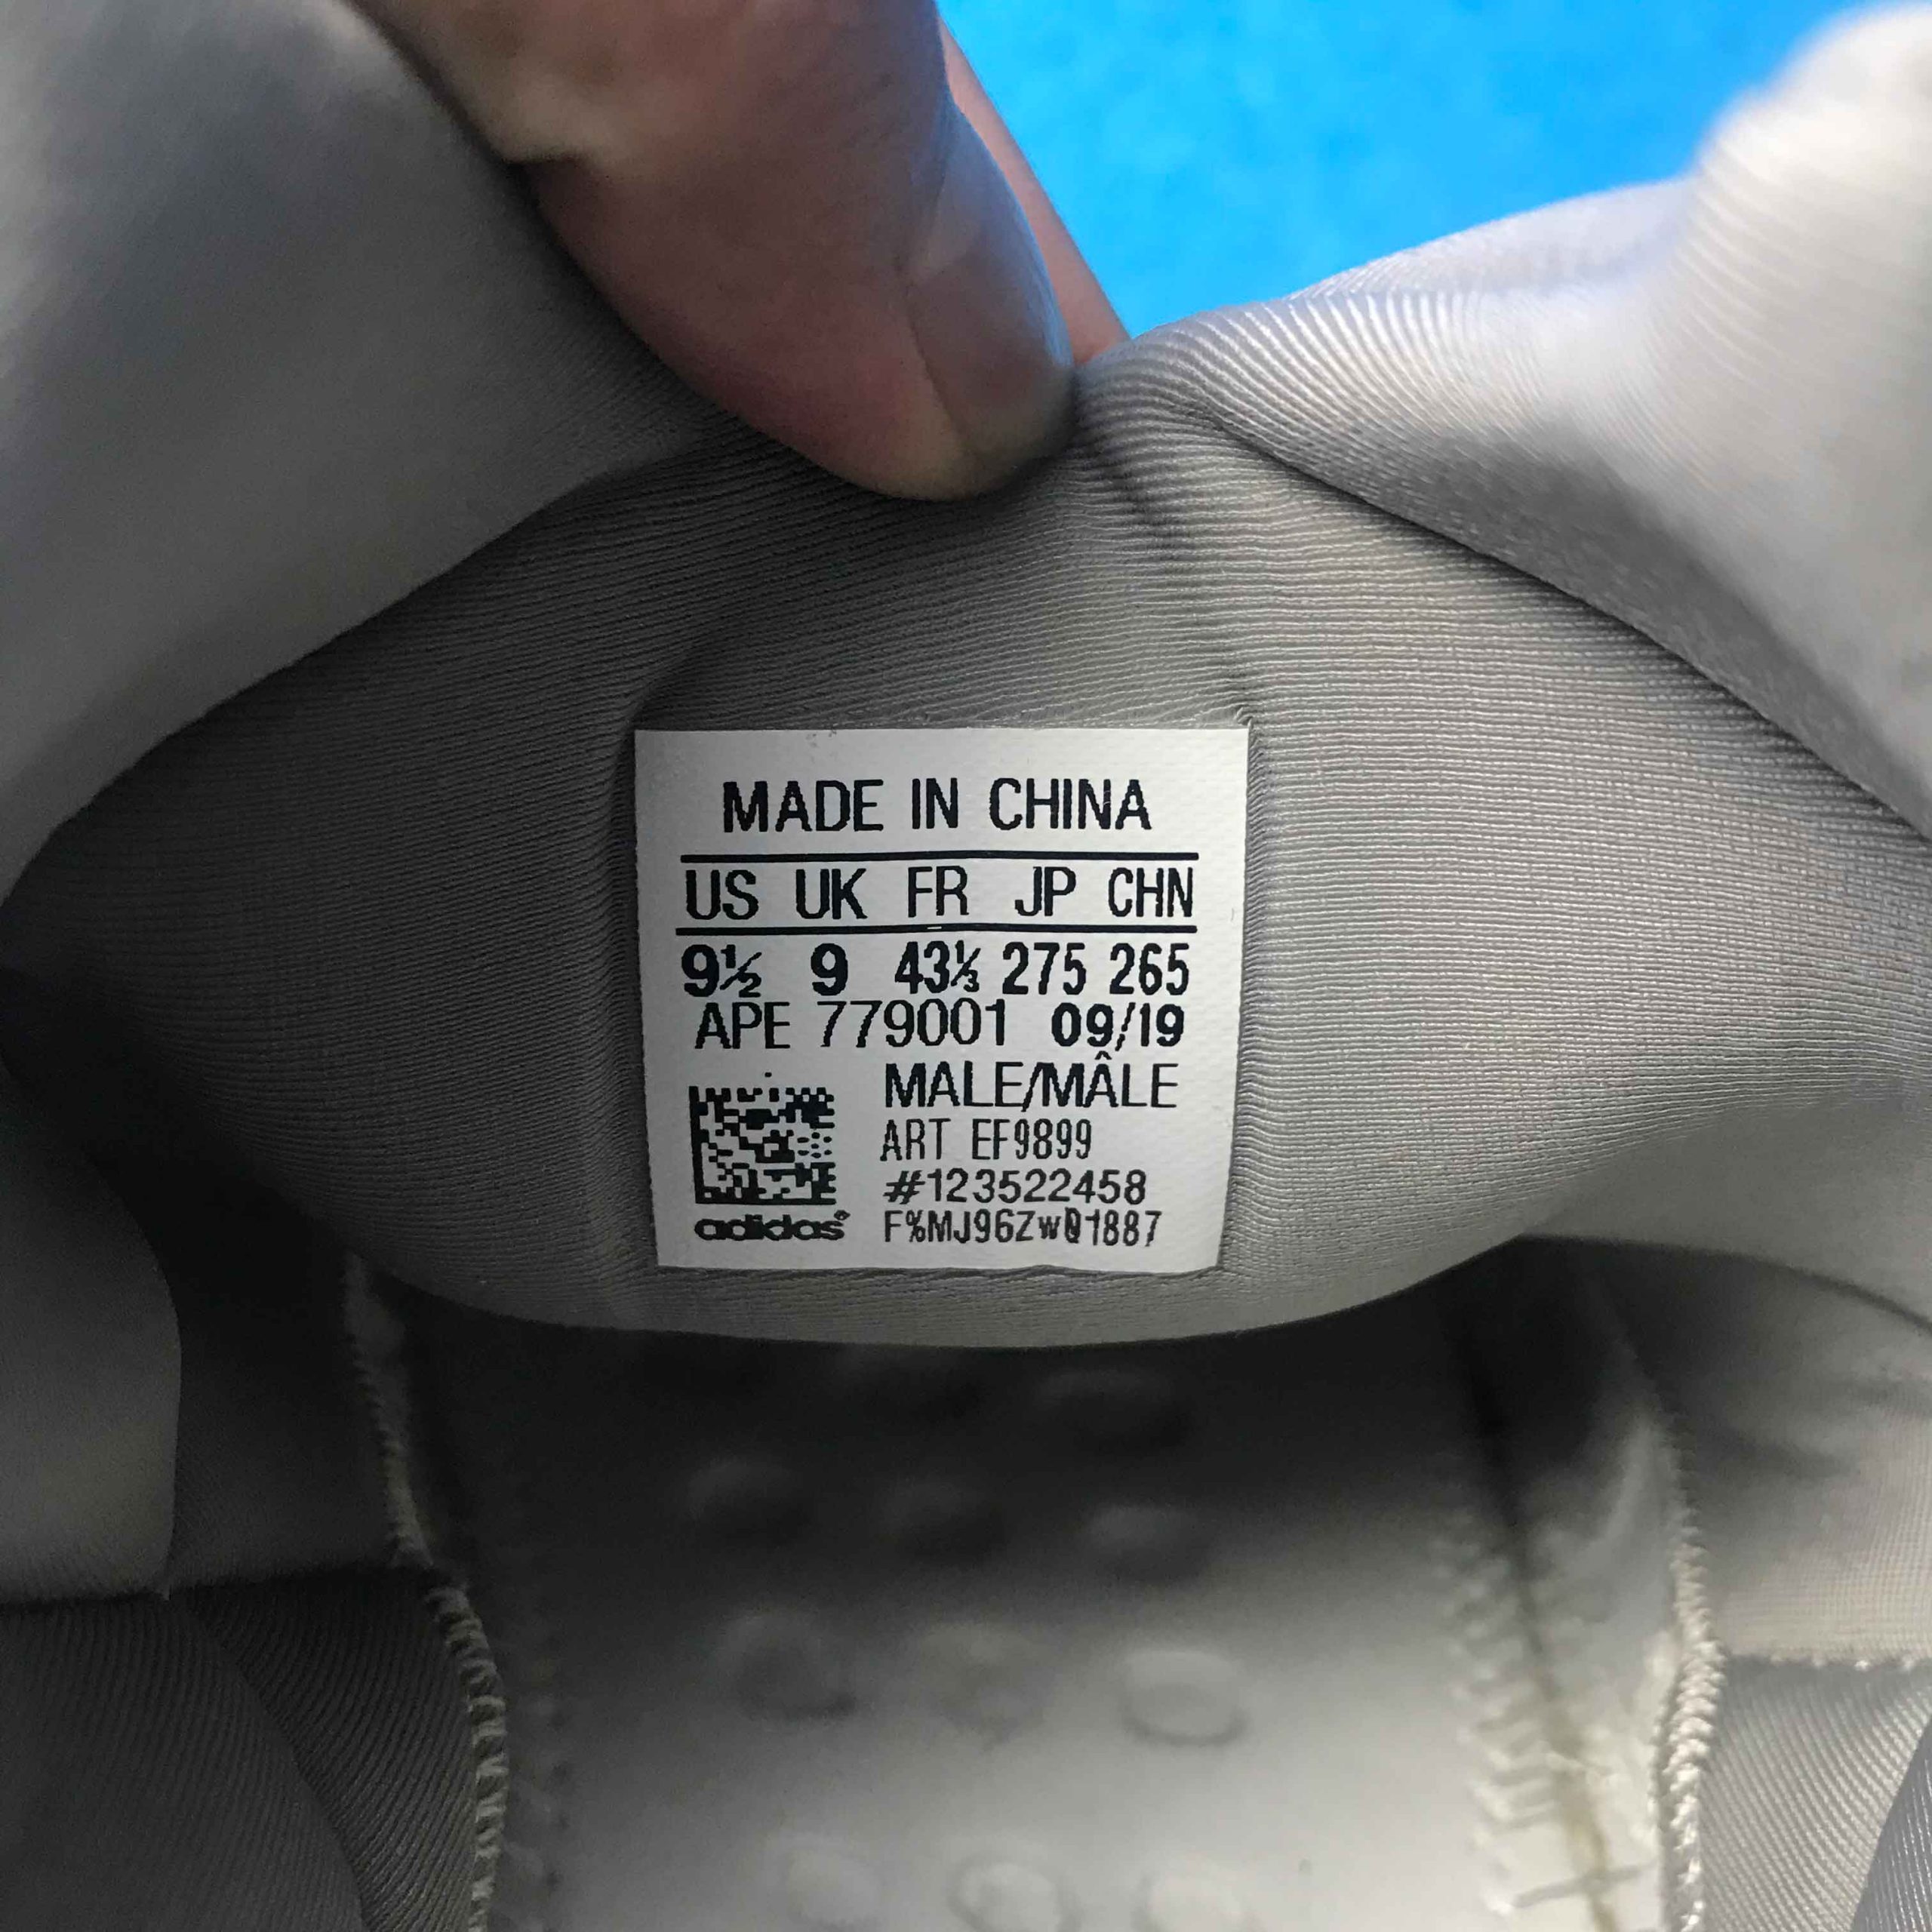 MADE IN CHINA
US UK FR JP CHN
9½ 9 43⅓ 275 265
APE 779001 09/19
MALE/MÂLE
ART EF9899
#123522458
adidas® F%MJ96ZwQ1887